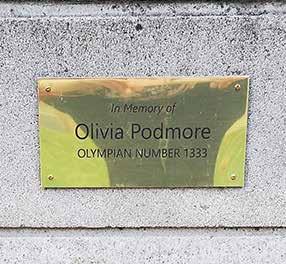 In Memory of
Olivia Podmore
OLYMPIAN NUMBER 1333